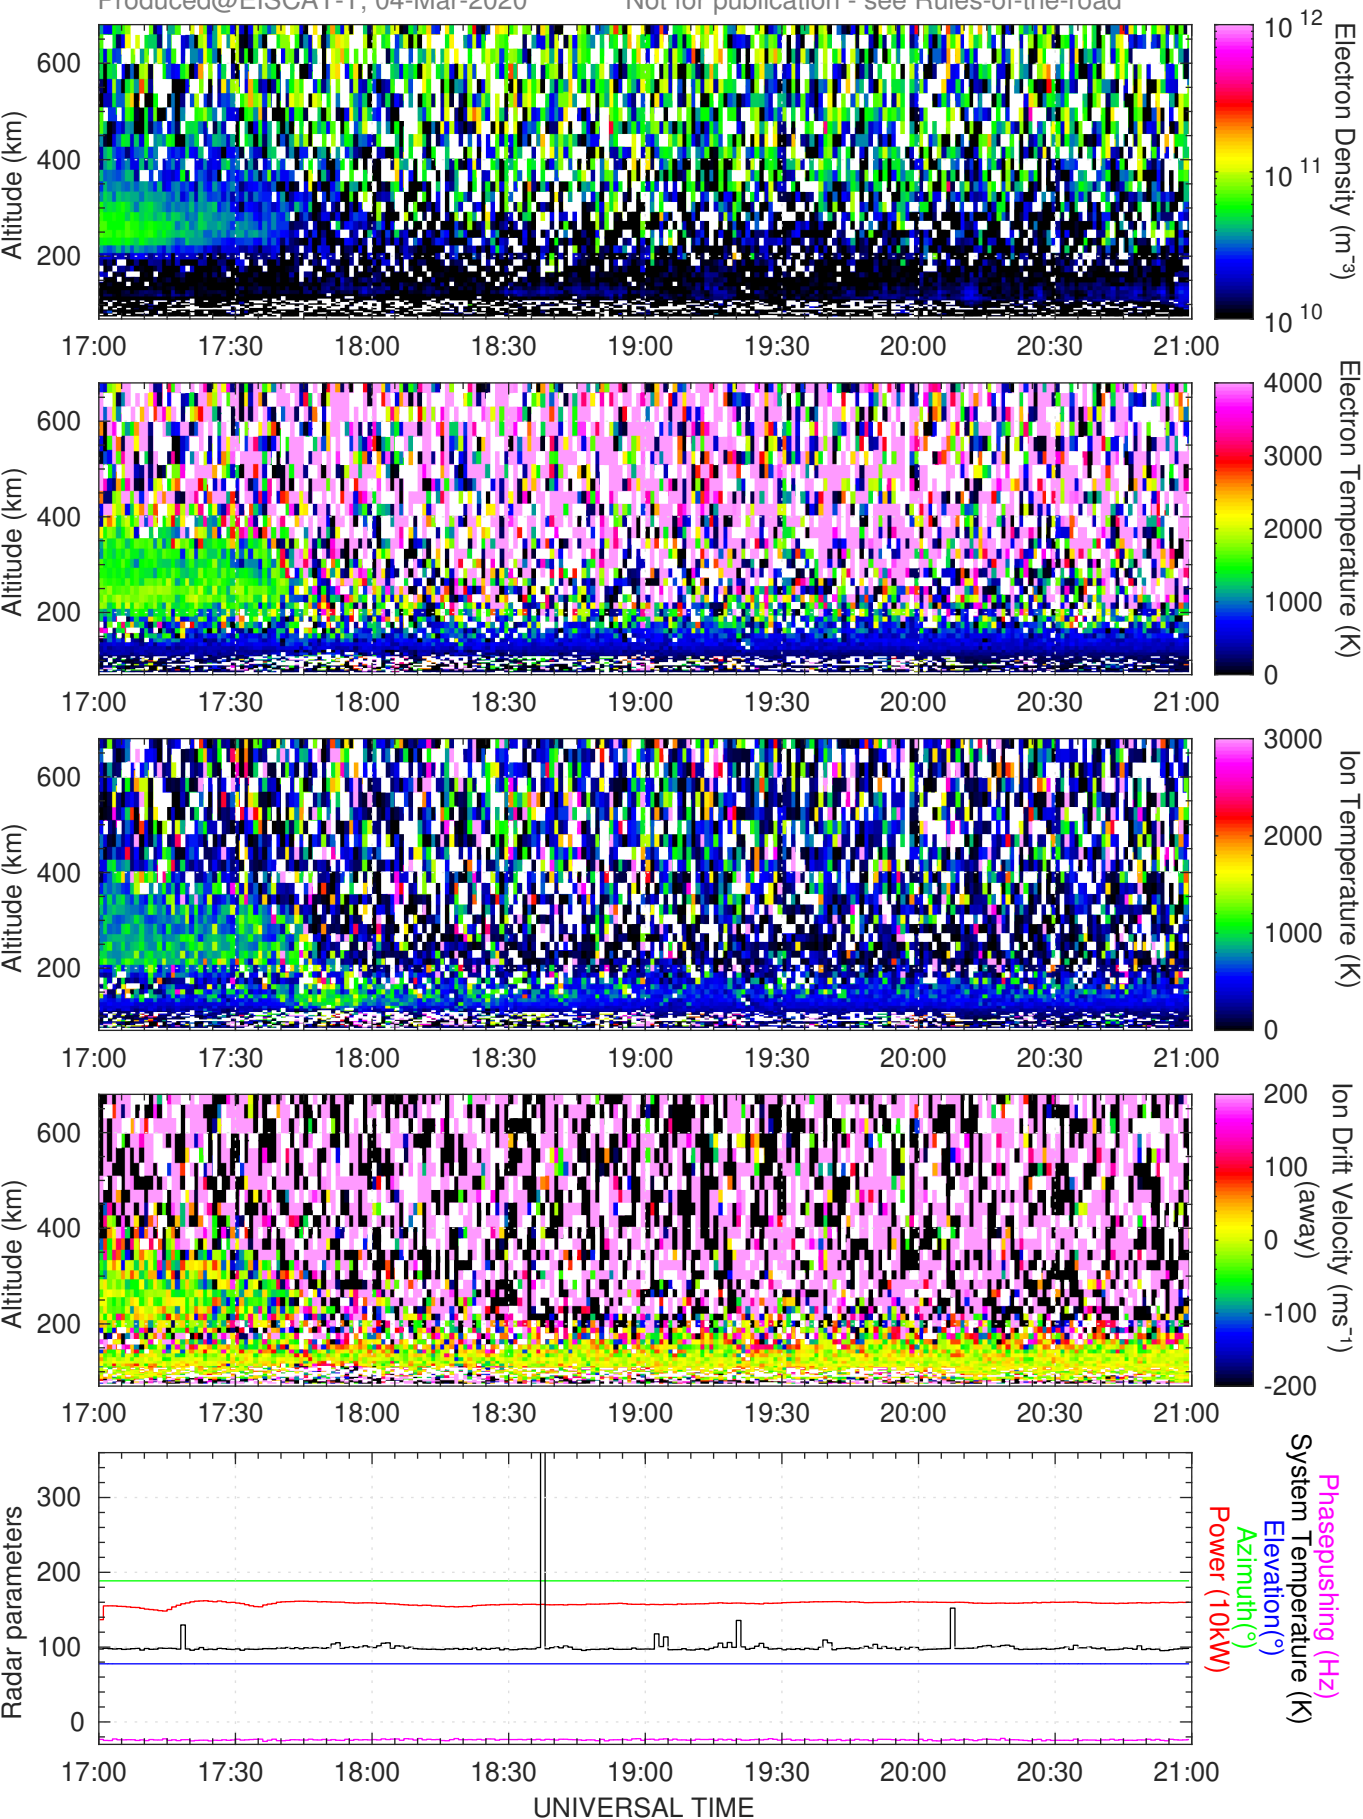 Produced@EISCAT-T, 04-Mar-2020 Not for publication - see Rules-of-the-road
Altitude (km)
600
400
200
10 12
10 11
10 10
Electron Density (m-3)
17:00 17:30 18:00 18:30 19:00 19:30 20:00 20:30 21:00
Altitude (km)
600
400
200
4000
3000
2000
1000
0
Electron Temperature (K)
17:00 17:30 18:00 18:30 19:00 19:30 20:00 20:30 21:00
Altitude (km)
600
400
200
3000
2000
1000
0
Ion Temperature (K)
17:00 17:30 18:00 18:30 19:00 19:30 20:00 20:30 21:00
Altitude (km)
600
400
200
200
100
0
-100
-200
(away)
Ion Drift Velocity (ms-1)
17:00 17:30 18:00 18:30 19:00 19:30 20:00 20:30 21:00
Radar parameters
300
200
100
0
Power (10kW)
Azimuth(°)
Elevation(°)
System Temperature (K)
Phasepushing (Hz)
17:00 17:30 18:00 18:30 19:00 19:30 20:00 20:30 21:00
UNIVERSAL TIME